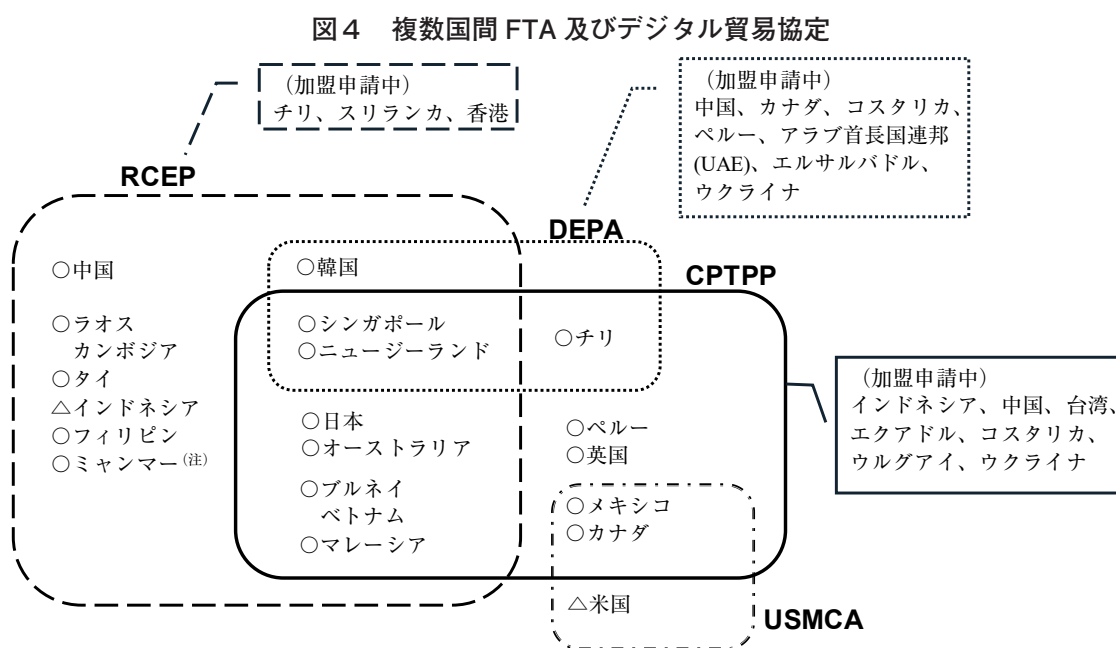 図４　複数国間 FTA 及びデジタル貿易協定
（加盟申請中）
チリ、スリランカ、香港
（加盟申請中）
中国、カナダ、コスタリカ、
ペルー、アラブ首長国連邦
(UAE)、エルサルバドル、
ウクライナ
RCEP
DEPA
CPTPP
○中国
○韓国
○ラオス
カンボジア
○タイ
△インドネシア
○フィリピン
○ミャンマー(注)
○シンガポール
○ニュージーランド
○チリ
○日本
○オーストラリア
○ブルネイ
ベトナム
○マレーシア
○ペルー
○英国
○メキシコ
○カナダ
△米国
USMCA
（加盟申請中）
インドネシア、中国、台湾、
エクアドル、コスタリカ、
ウルグアイ、ウクライナ